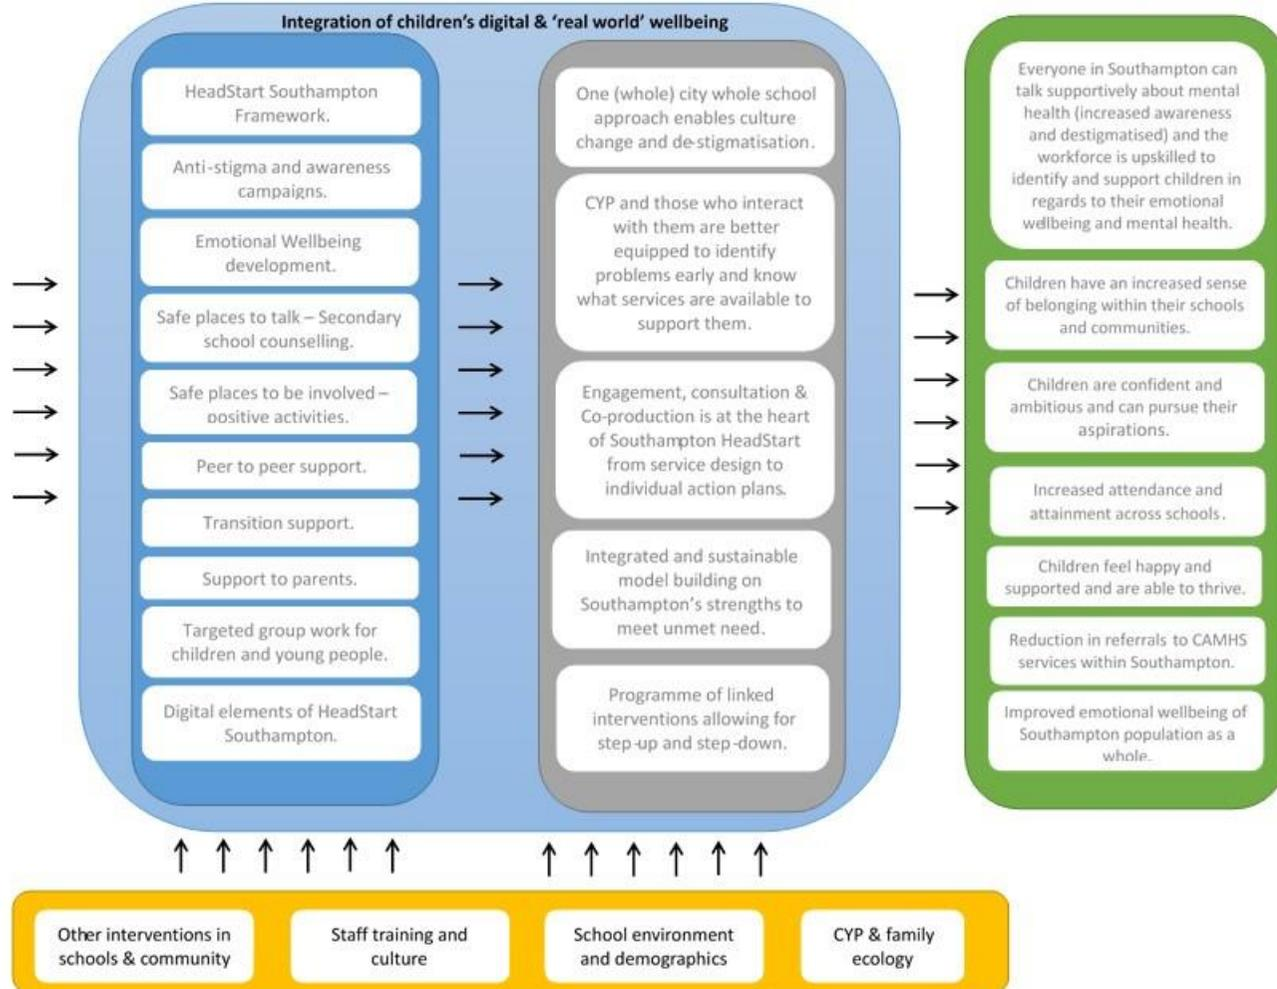 Integration of children's digital & 'real world' wellbeing
HeadStart Southampton
Framework.
Anti-stigma and awareness
campaigns.
Emotional Wellbeing
development.
Safe places to talk – Secondary
school counselling.
Safe places to be involved –
positive activities.
Peer to peer support.
Transition support.
Support to parents.
Targeted group work for
children and young people.
Digital elements of HeadStart
Southampton.
One (whole) city whole school
approach enables culture
change and de-stigmatisation.
CYP and those who interact
with them are better
equipped to identify
problems early and know
what services are available to
support them.
Engagement, consultation &
Co-production is at the heart
of Southampton HeadStart
from service design to
individual action plans.
Integrated and sustainable
model building on
Southampton's strengths to
meet unmet need.
Programme of linked
interventions allowing for
step-up and step-down.
Everyone in Southampton can
talk supportively about mental
health (increased awareness
and destigmatised) and the
workforce is upskilled to
identify and support children in
regards to their emotional
wellbeing and mental health.
Children have an increased sense
of belonging within their schools
and communities.
Children are confident and
ambitious and can pursue their
aspirations.
Increased attendance and
attainment across schools.
Children feel happy and
supported and are able to thrive.
Reduction in referrals to CAMHS
services within Southampton.
Improved emotional wellbeing of
Southampton population as a
whole.
Other interventions in
schools & community
Staff training and
culture
School environment
and demographics
CYP & family
ecology